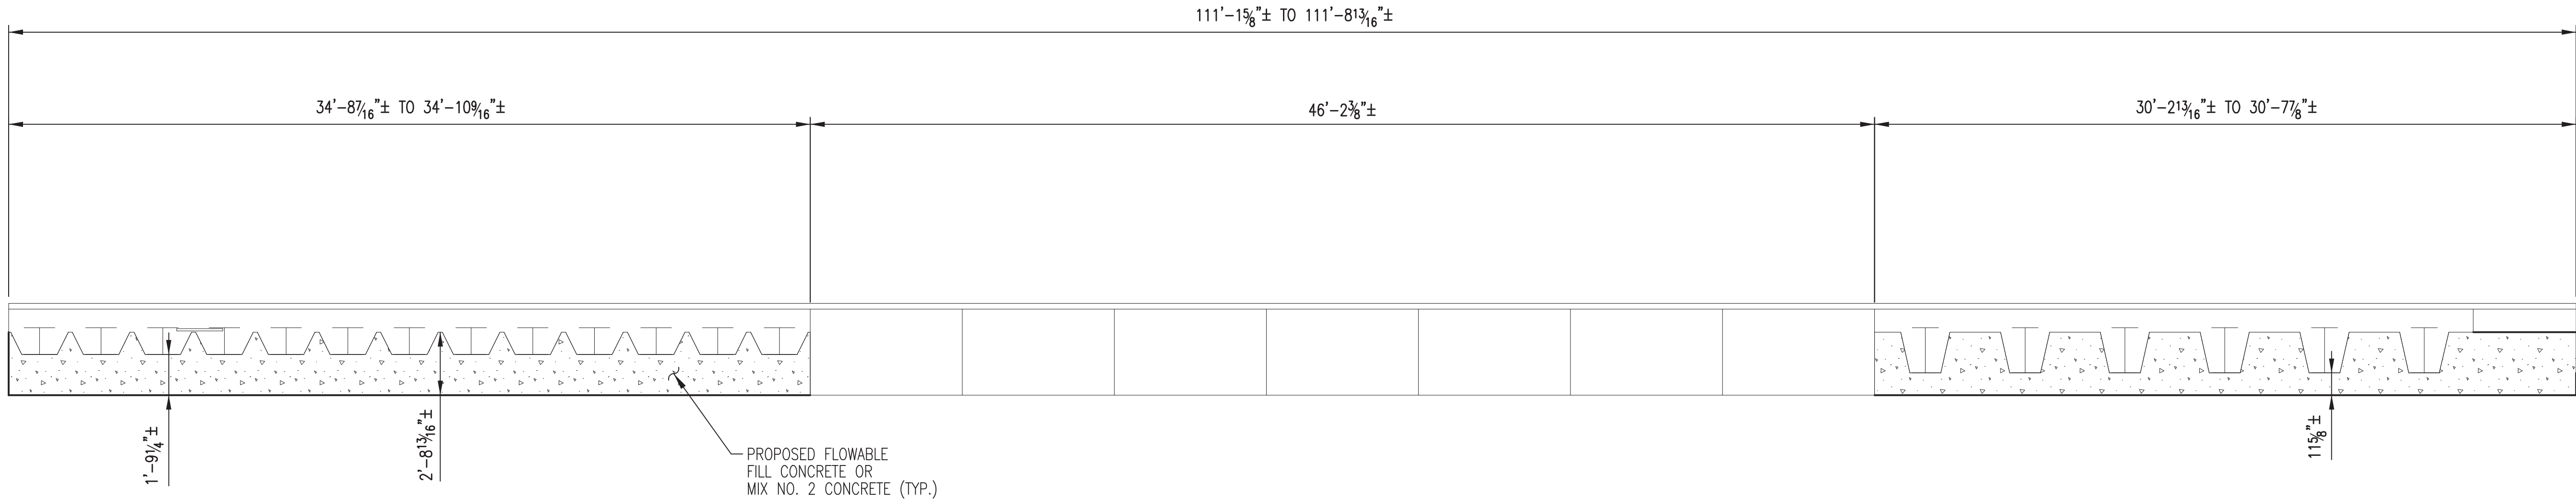 111'-1⅝"± TO 111'-8¹³⁄₁₆"±
34'-8⁷⁄₁₆"± TO 34'-10⁹⁄₁₆"±
46'-2⅜"±
30'-2¹³⁄₁₆"± TO 30'-7⅞"±
1'-9¼"±
2'-8¹³⁄₁₆"±
PROPOSED FLOWABLE
FILL CONCRETE OR
MIX NO. 2 CONCRETE (TYP.)
11⅝"±